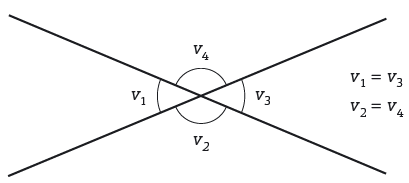 v₄
v₁
v₃
v₂
v₁ = v₃
v₂ = v₄